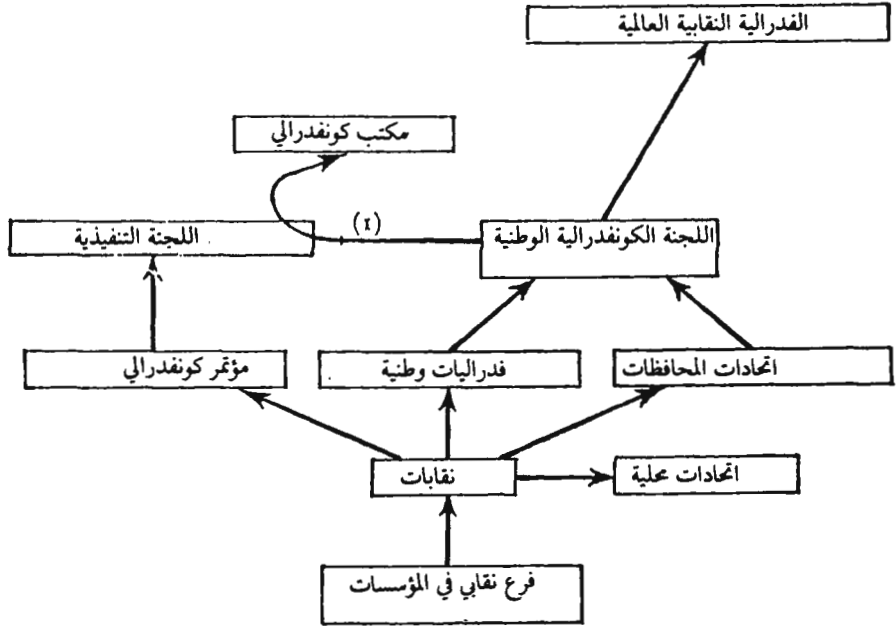 الفدرالية النقابية العالمية
مكتب كونفدرالي
(١)
اللجنة الكونفدرالية الوطنية
اللجنة التنفيذية
اتحادات المحافظات
فدراليات وطنية
مؤتمر كونفدرالي
نقابات
اتحادات محلية
فرع نقابي في المؤسسات